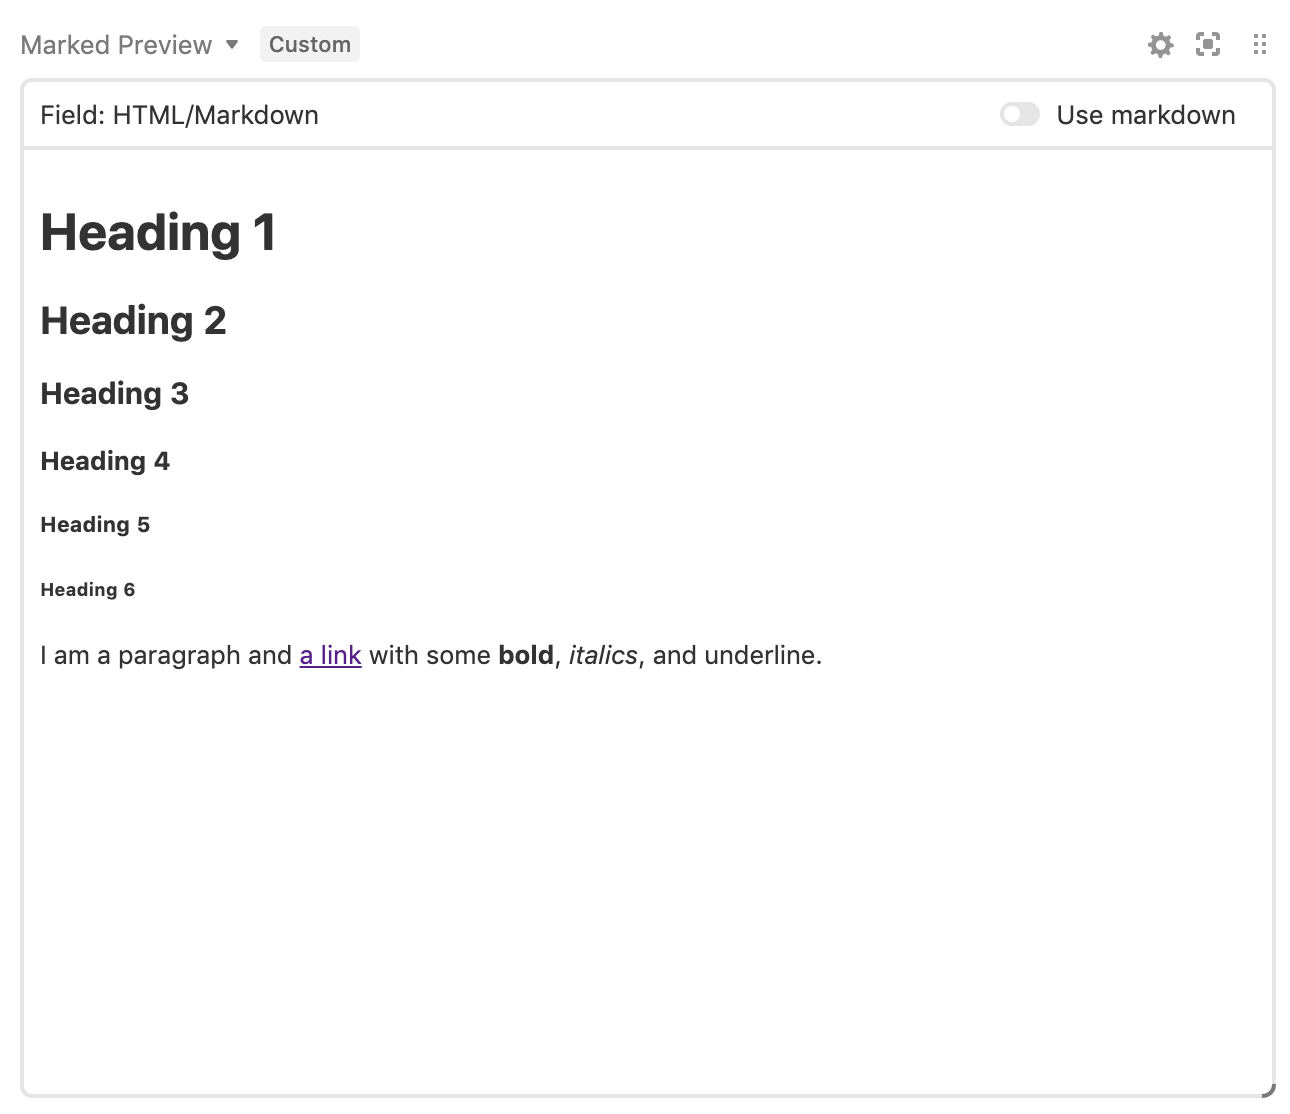 Marked Preview Custom
Field: HTML/Markdown Use markdown
Heading 1
Heading 2
Heading 3
Heading 4
Heading 5
Heading 6
I am a paragraph and a link with some bold, italics, and underline.